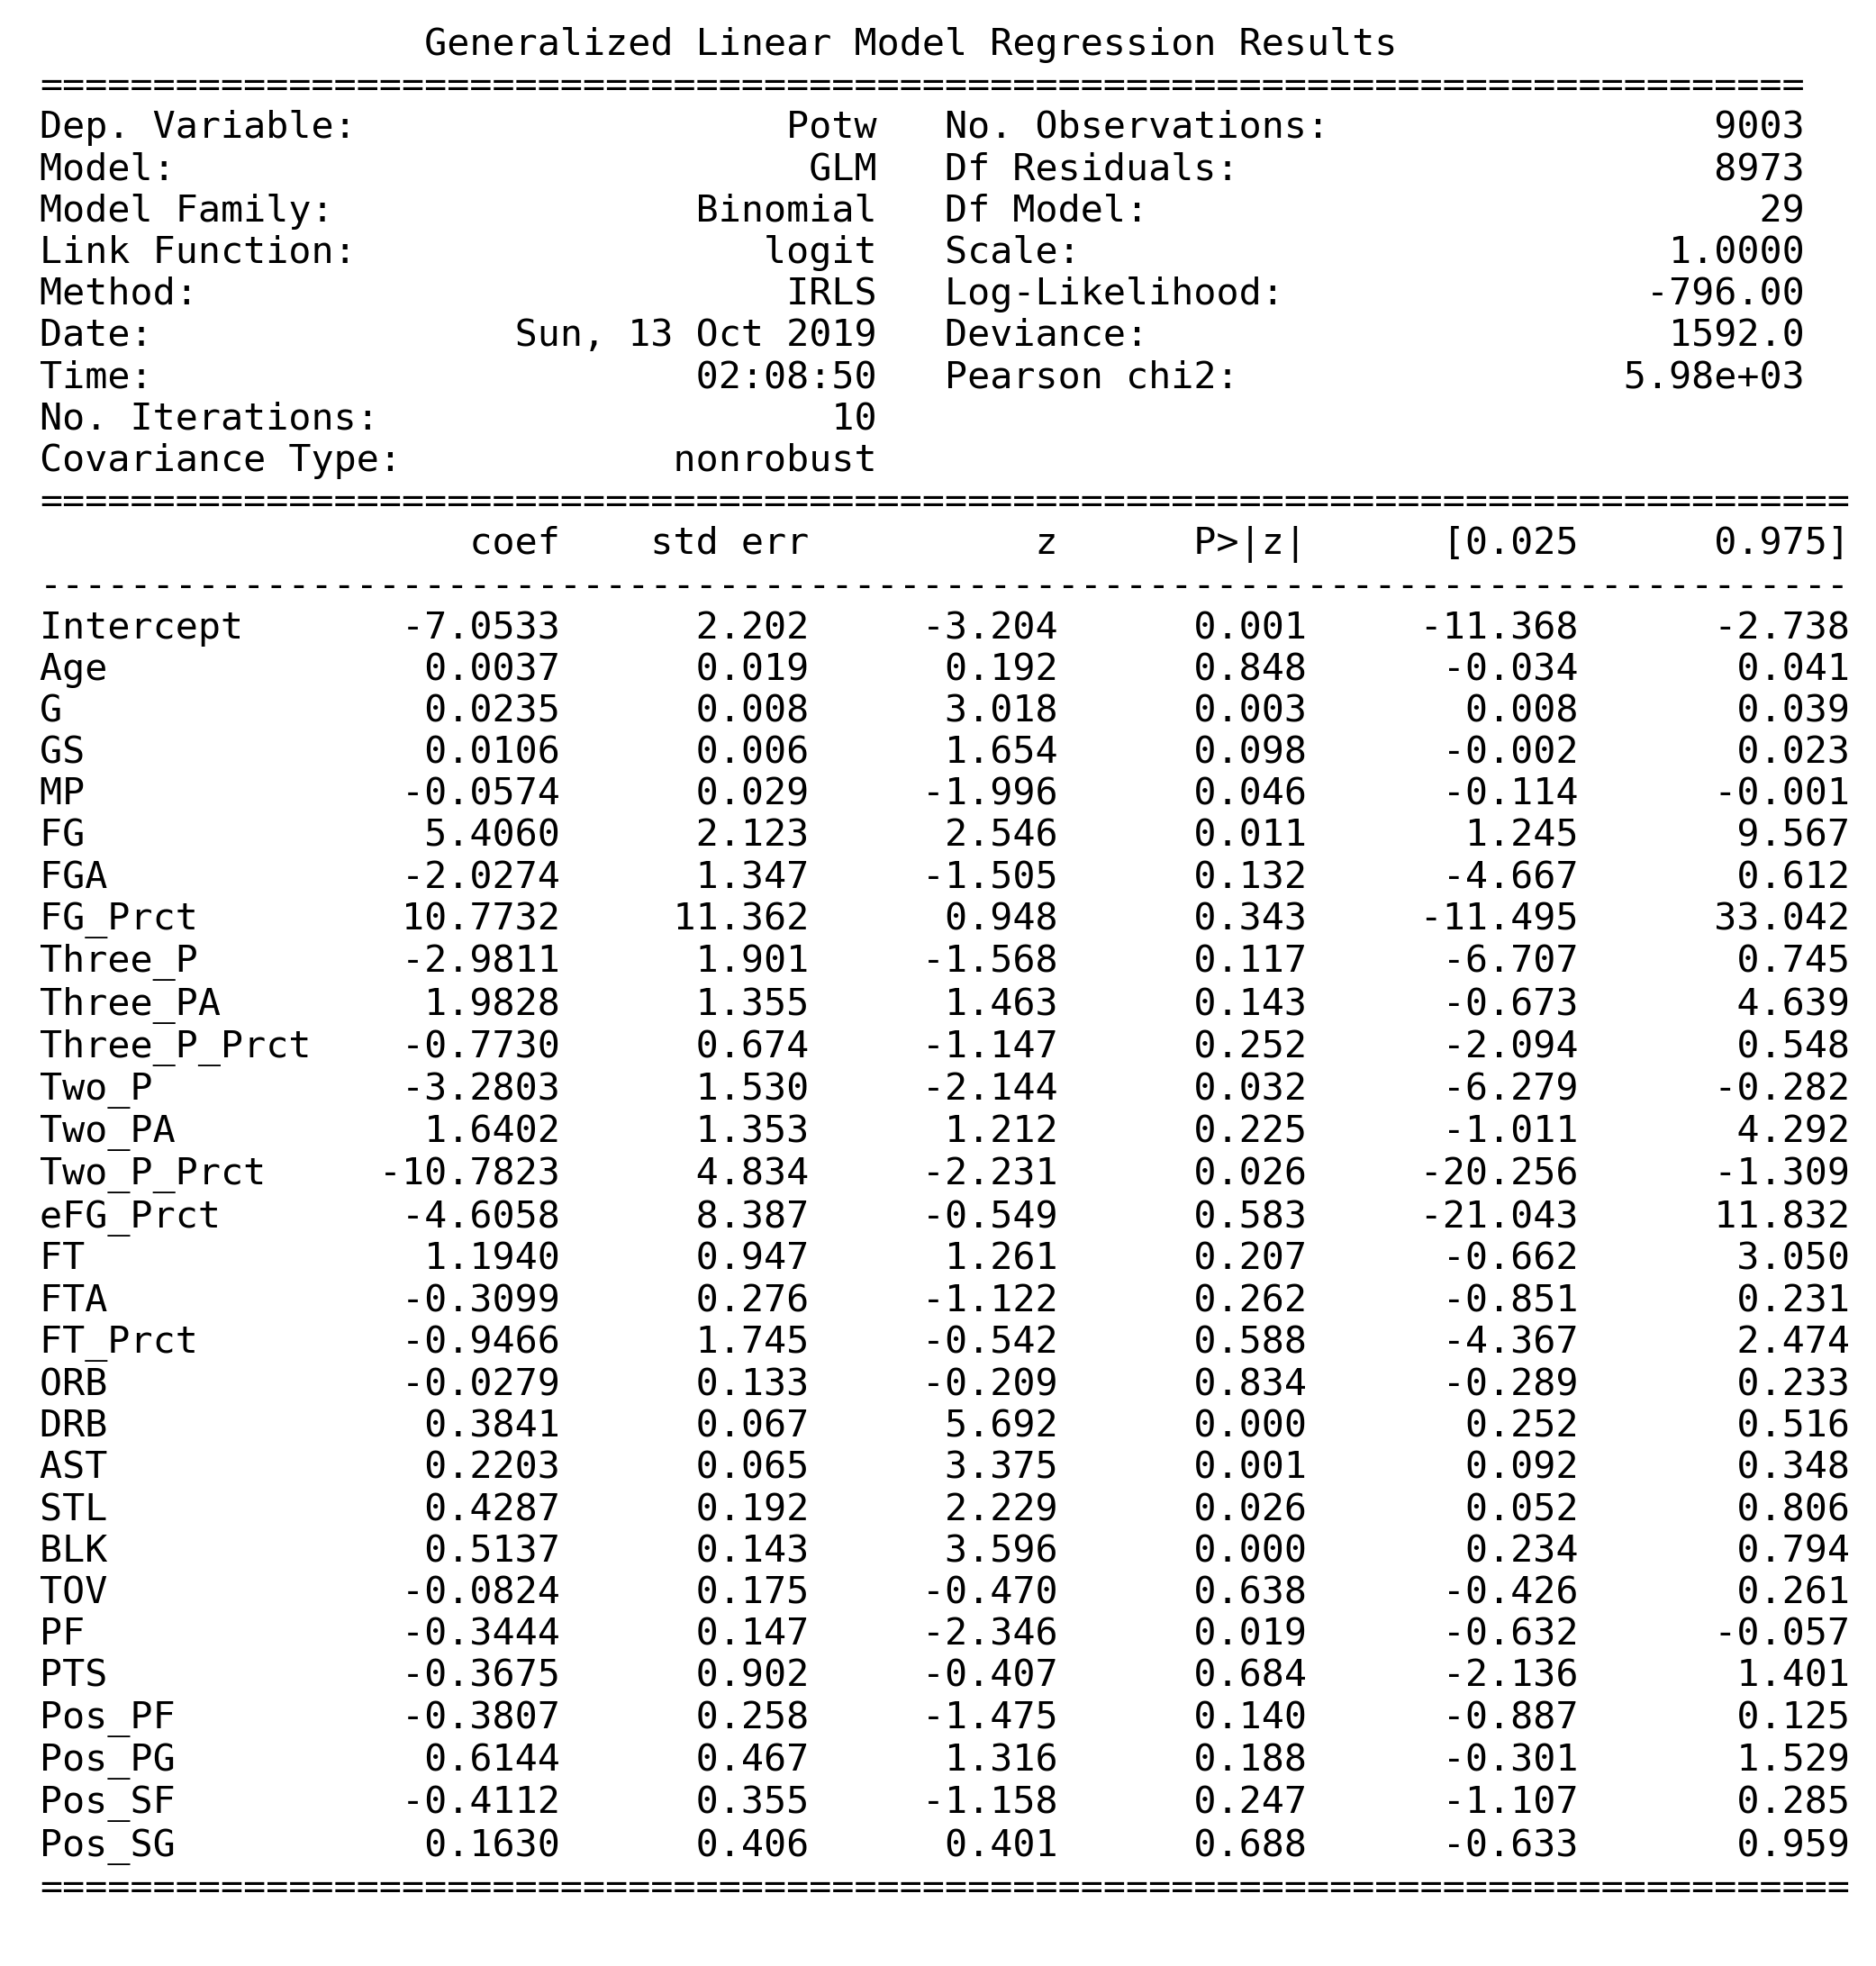 Generalized Linear Model Regression Results
==============================================================================
Dep. Variable:                   Potw   No. Observations:                 9003
Model:                            GLM   Df Residuals:                     8973
Model Family:                Binomial   Df Model:                           29
Link Function:                  logit   Scale:                          1.0000
Method:                          IRLS   Log-Likelihood:                -796.00
Date:                Sun, 13 Oct 2019   Deviance:                       1592.0
Time:                        02:08:50   Pearson chi2:                 5.98e+03
No. Iterations:                    10
Covariance Type:            nonrobust
================================================================================
                   coef    std err          z      P>|z|      [0.025      0.975]
--------------------------------------------------------------------------------
Intercept       -7.0533      2.202     -3.204      0.001     -11.368      -2.738
Age              0.0037      0.019      0.192      0.848      -0.034       0.041
G                0.0235      0.008      3.018      0.003       0.008       0.039
GS               0.0106      0.006      1.654      0.098      -0.002       0.023
MP              -0.0574      0.029     -1.996      0.046      -0.114      -0.001
FG               5.4060      2.123      2.546      0.011       1.245       9.567
FGA             -2.0274      1.347     -1.505      0.132      -4.667       0.612
FG_Prct         10.7732     11.362      0.948      0.343     -11.495      33.042
Three_P         -2.9811      1.901     -1.568      0.117      -6.707       0.745
Three_PA         1.9828      1.355      1.463      0.143      -0.673       4.639
Three_P_Prct    -0.7730      0.674     -1.147      0.252      -2.094       0.548
Two_P           -3.2803      1.530     -2.144      0.032      -6.279      -0.282
Two_PA           1.6402      1.353      1.212      0.225      -1.011       4.292
Two_P_Prct     -10.7823      4.834     -2.231      0.026     -20.256      -1.309
eFG_Prct        -4.6058      8.387     -0.549      0.583     -21.043      11.832
FT               1.1940      0.947      1.261      0.207      -0.662       3.050
FTA             -0.3099      0.276     -1.122      0.262      -0.851       0.231
FT_Prct         -0.9466      1.745     -0.542      0.588      -4.367       2.474
ORB             -0.0279      0.133     -0.209      0.834      -0.289       0.233
DRB              0.3841      0.067      5.692      0.000       0.252       0.516
AST              0.2203      0.065      3.375      0.001       0.092       0.348
STL              0.4287      0.192      2.229      0.026       0.052       0.806
BLK              0.5137      0.143      3.596      0.000       0.234       0.794
TOV             -0.0824      0.175     -0.470      0.638      -0.426       0.261
PF              -0.3444      0.147     -2.346      0.019      -0.632      -0.057
PTS             -0.3675      0.902     -0.407      0.684      -2.136       1.401
Pos_PF          -0.3807      0.258     -1.475      0.140      -0.887       0.125
Pos_PG           0.6144      0.467      1.316      0.188      -0.301       1.529
Pos_SF          -0.4112      0.355     -1.158      0.247      -1.107       0.285
Pos_SG           0.1630      0.406      0.401      0.688      -0.633       0.959
================================================================================